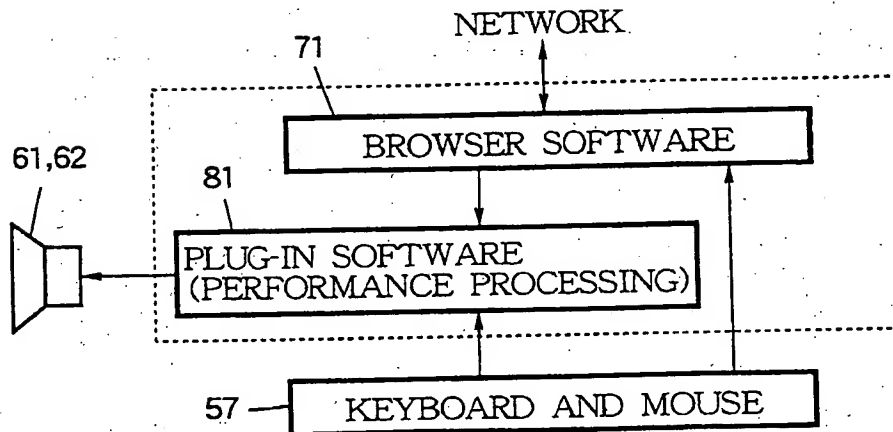 NETWORK
71
BROWSER SOFTWARE
61,62
81
PLUG-IN SOFTWARE
(PERFORMANCE PROCESSING)
57
KEYBOARD AND MOUSE